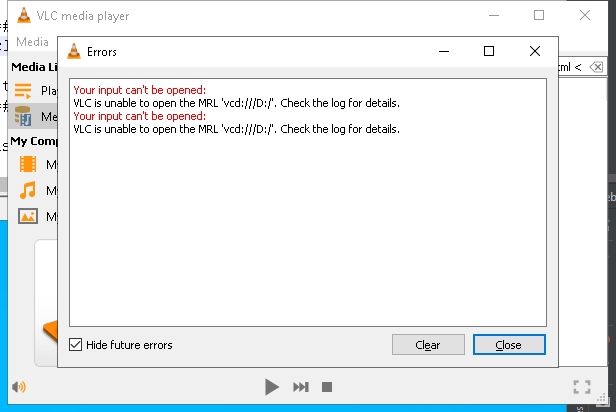 VLC media player
Media
Errors
Media Li
Your input can't be opened:
VLC is unable to open the MRL 'vcd:///D:/'. Check the log for details.
Your input can't be opened:
VLC is unable to open the MRL 'vcd:///D:/'. Check the log for details.
tml <
Pla
Me
My Comp
My
My
My
Hide future errors
Clear
Close